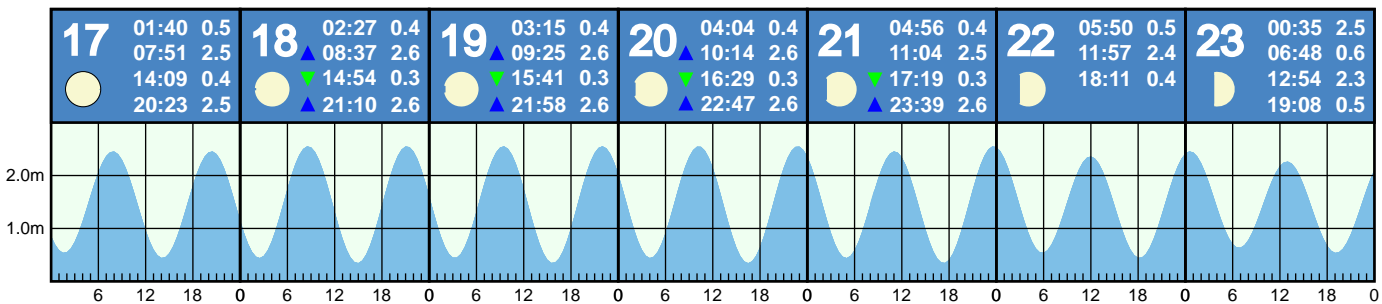 17
01:40 0.5
07:51 2.5
14:09 0.4
20:23 2.5
18
02:27 0.4
▲ 08:37 2.6
▼ 14:54 0.3
▲ 21:10 2.6
19
03:15 0.4
▲ 09:25 2.6
▼ 15:41 0.3
▲ 21:58 2.6
20
04:04 0.4
▲ 10:14 2.6
▼ 16:29 0.3
▲ 22:47 2.6
21
04:56 0.4
11:04 2.5
▼ 17:19 0.3
▲ 23:39 2.6
22
05:50 0.5
11:57 2.4
18:11 0.4
23
00:35 2.5
06:48 0.6
12:54 2.3
19:08 0.5
2.0m
1.0m
6 12 18 0 6 12 18 0 6 12 18 0 6 12 18 0 6 12 18 0 6 12 18 0 6 12 18 0